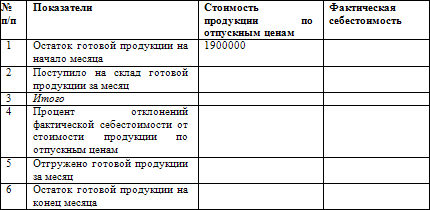 № п/п Показатели Стоимость продукции по отпускным ценам Фактическая себестоимость
1 Остаток готовой продукции на начало месяца 1900000
2 Поступило на склад готовой продукции за месяц
3 Итого
4 Процент отклонений фактической себестоимости от стоимости продукции по отпускным ценам
5 Отгружено готовой продукции за месяц
6 Остаток готовой продукции на конец месяца